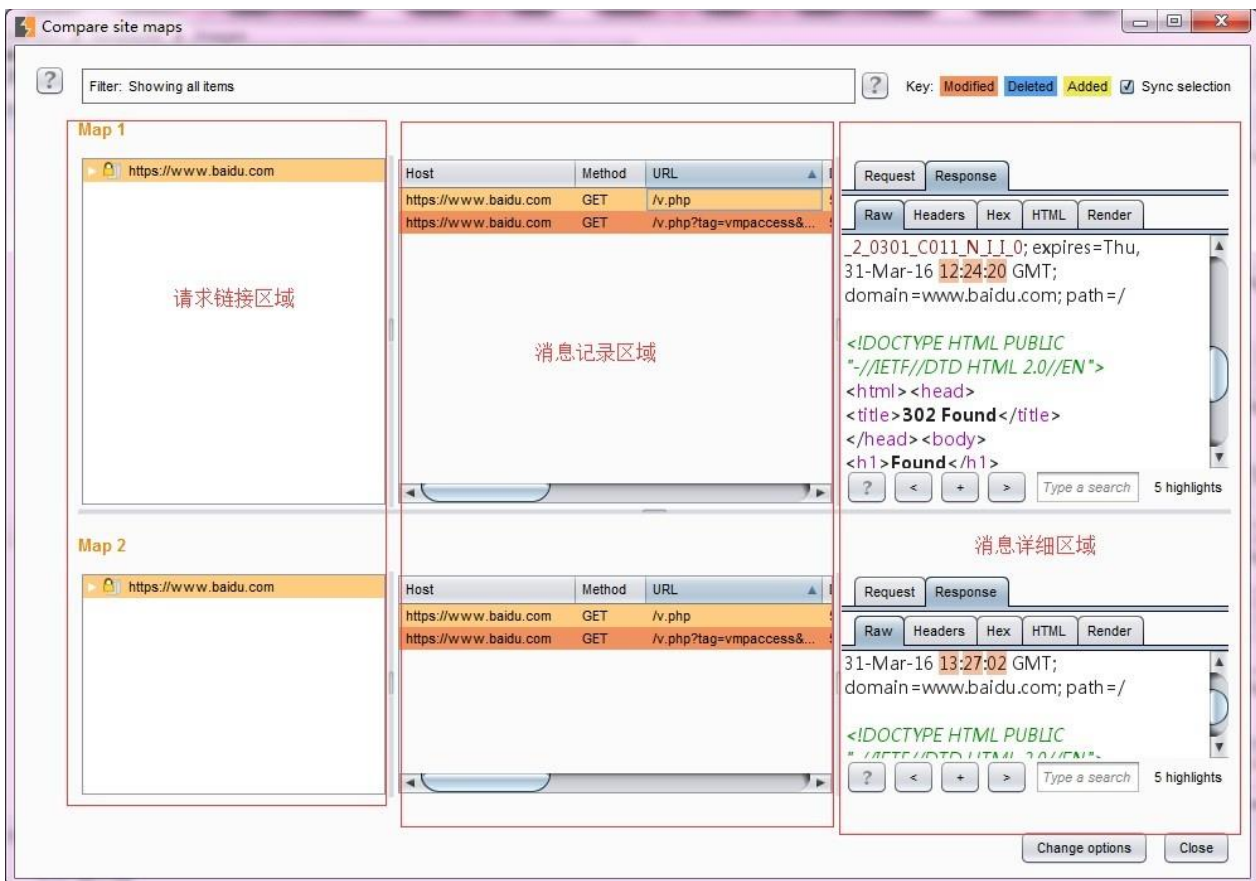 Compare site maps
Filter: Showing all items
Key: Modified Deleted Added Sync selection
Map 1
https://www.baidu.com
请求链接区域
Host Method URL
https://www.baidu.com GET /v.php
https://www.baidu.com GET /v.php?tag=vmpaccess&...
消息记录区域
Request Response
Raw Headers Hex HTML Render
_2_0301_C011_N_I_I_0; expires=Thu,
31-Mar-16 12:24:20 GMT;
domain=www.baidu.com; path=/
<!DOCTYPE HTML PUBLIC
"-//IETF//DTD HTML 2.0//EN">
<html><head>
<title>302 Found</title>
</head><body>
<h1>Found</h1>
? < + > Type a search 5 highlights
Map 2
https://www.baidu.com
Host Method URL
https://www.baidu.com GET /v.php
https://www.baidu.com GET /v.php?tag=vmpaccess&...
消息详细区域
Request Response
Raw Headers Hex HTML Render
31-Mar-16 13:27:02 GMT;
domain=www.baidu.com; path=/
<!DOCTYPE HTML PUBLIC
"-//IETF//DTD HTML 2.0//EN">
? < + > Type a search 5 highlights
Change options Close